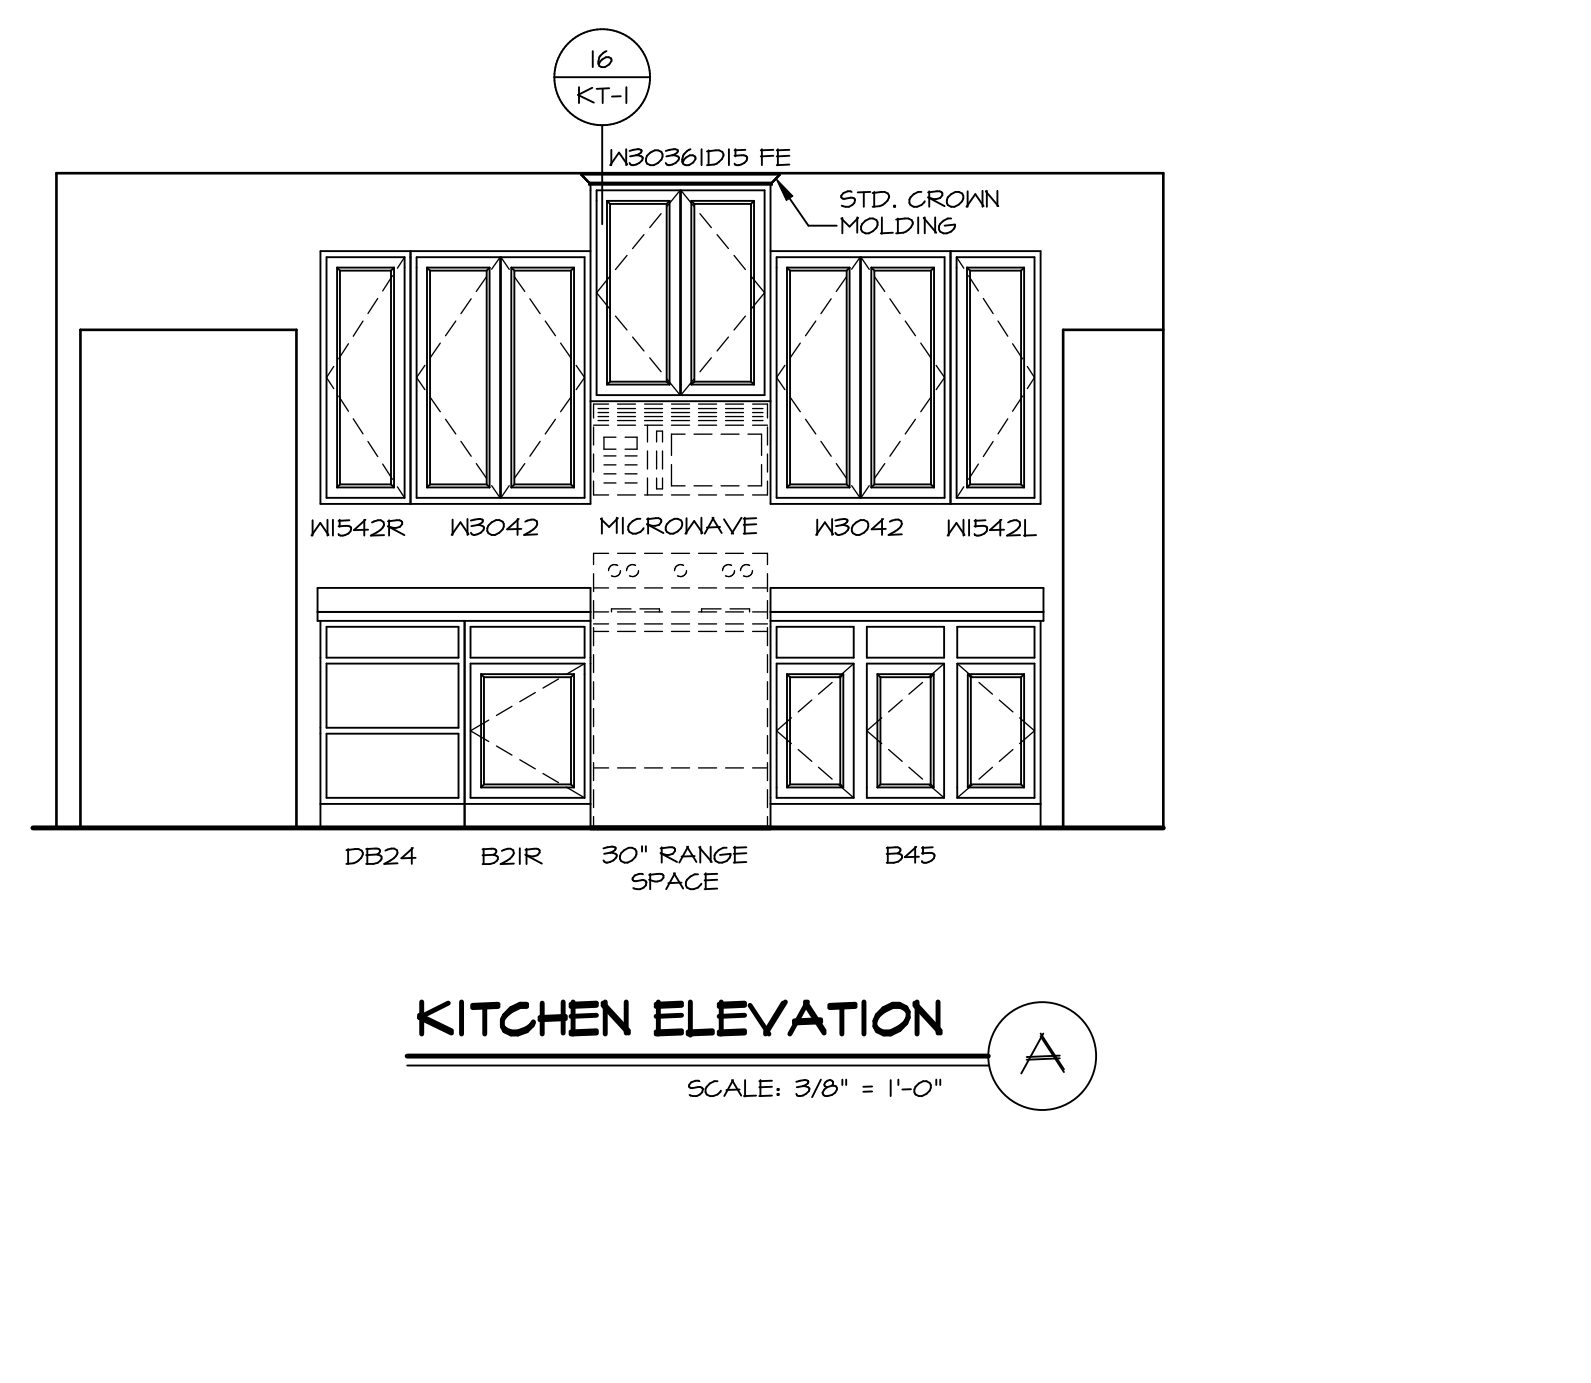 16
KT-1
W30361D15 FE
STD. CROWN
MOLDING
W1542R
W3042
MICROWAVE
W3042
W1542L
DB24
B21R
30" RANGE
SPACE
B45
KITCHEN ELEVATION
A
SCALE: 3/8" = 1'-0"